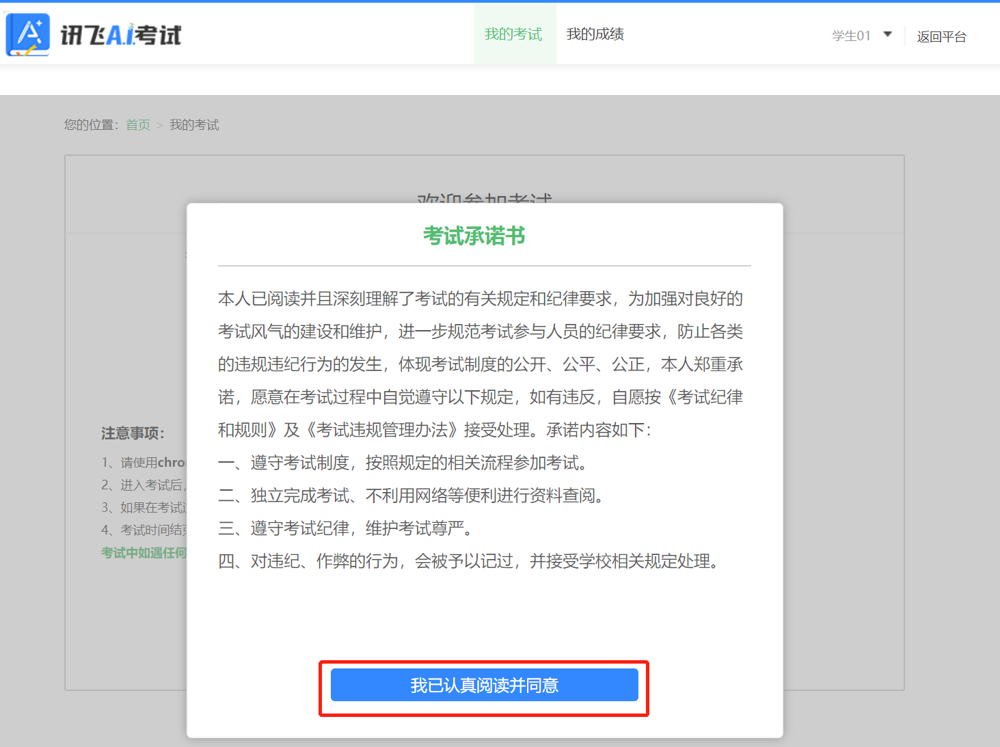 讯飞A.I.考试
我的考试
我的成绩
学生01
返回平台
您的位置：首页 > 我的考试
欢迎参加考试
考试承诺书
本人已阅读并且深刻理解了考试的有关规定和纪律要求，为加强对良好的
考试风气的建设和维护，进一步规范考试参与人员的纪律要求，防止各类
的违规违纪行为的发生，体现考试制度的公开、公平、公正，本人郑重承
诺，愿意在考试过程中自觉遵守以下规定，如有违反，自愿按《考试纪律
和规则》及《考试违规管理办法》接受处理。承诺内容如下：
一、遵守考试制度，按照规定的相关流程参加考试。
二、独立完成考试、不利用网络等便利进行资料查阅。
三、遵守考试纪律，维护考试尊严。
四、对违纪、作弊的行为，会被予以记过，并接受学校相关规定处理。
我已认真阅读并同意
注意事项：
1、请使用chro
2、进入考试后，
3、如果在考试
4、考试时间结
考试中如遇任何